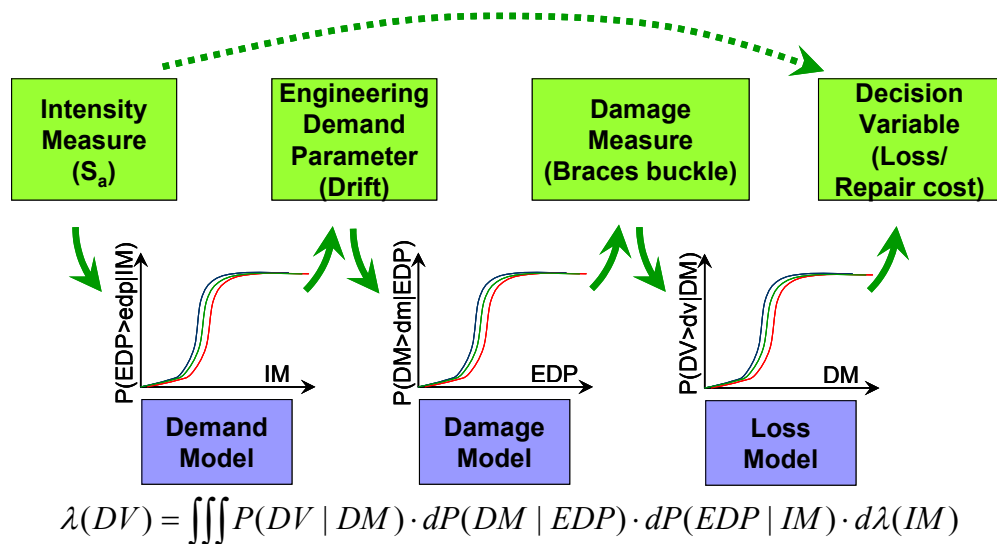 Intensity
Measure
(Sₐ)
Engineering
Demand
Parameter
(Drift)
Damage
Measure
(Braces buckle)
Decision
Variable
(Loss/
Repair cost)
P(EDP>edp|IM)
IM
P(DM>dm|EDP)
EDP
P(DV>dv|DM)
DM
Demand
Model
Damage
Model
Loss
Model
λ(DV) = ∭ P(DV | DM) · dP(DM | EDP) · dP(EDP | IM) · dλ(IM)